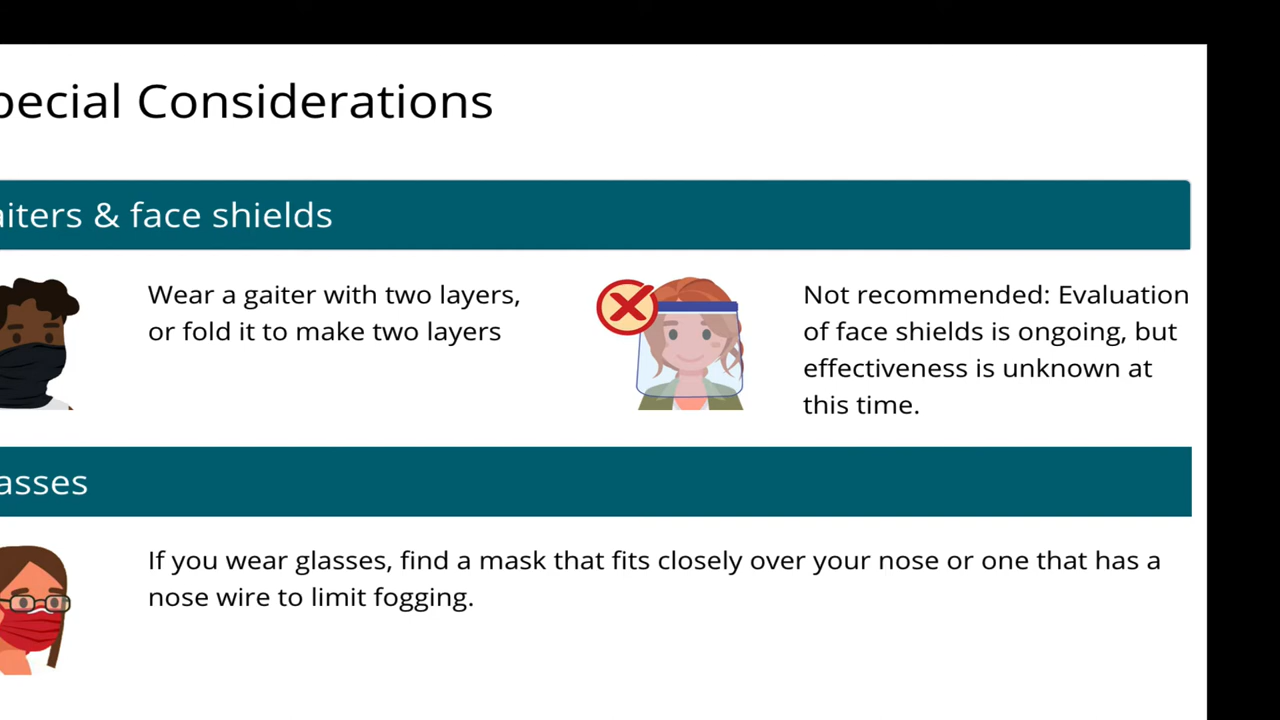 pecial Considerations
aiters & face shields
Wear a gaiter with two layers,
or fold it to make two layers
Not recommended: Evaluation
of face shields is ongoing, but
effectiveness is unknown at
this time.
asses
If you wear glasses, find a mask that fits closely over your nose or one that has a
nose wire to limit fogging.